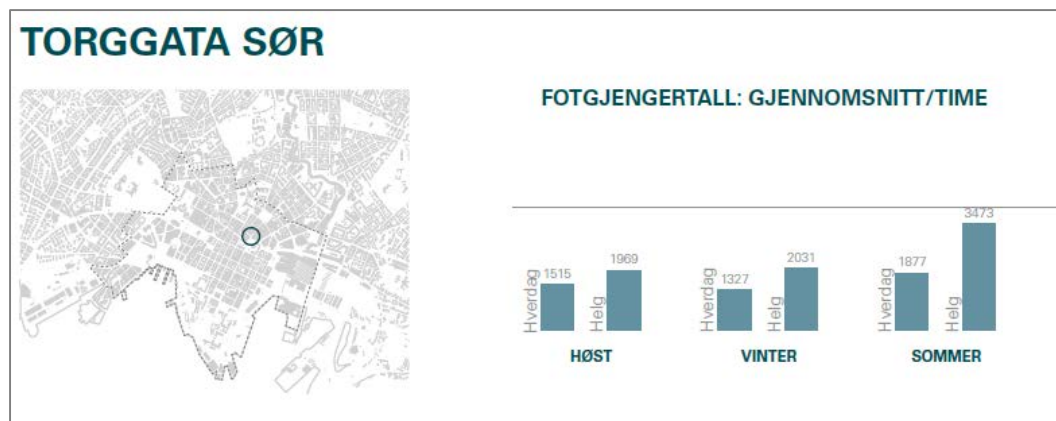 TORGGATA SØR
FOTGJENGERTALL: GJENNOMSNITT/TIME
Hverdag 1515 Helg 1969
HØST
Hverdag 1327 Helg 2031
VINTER
Hverdag 1877 Helg 3473
SOMMER